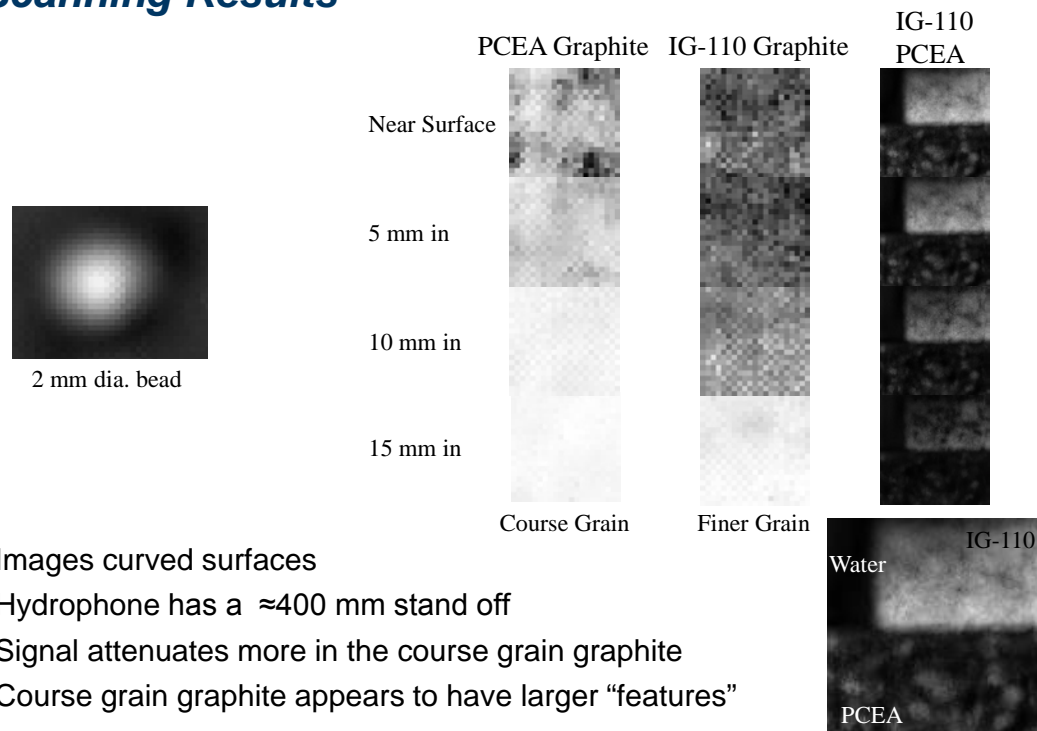 Scanning Results
PCEA Graphite
IG-110 Graphite
IG-110
PCEA
Near Surface
5 mm in
10 mm in
15 mm in
2 mm dia. bead
Course Grain
Finer Grain
Images curved surfaces
Hydrophone has a ≈400 mm stand off
Signal attenuates more in the course grain graphite
Course grain graphite appears to have larger “features”
Water
IG-110
PCEA